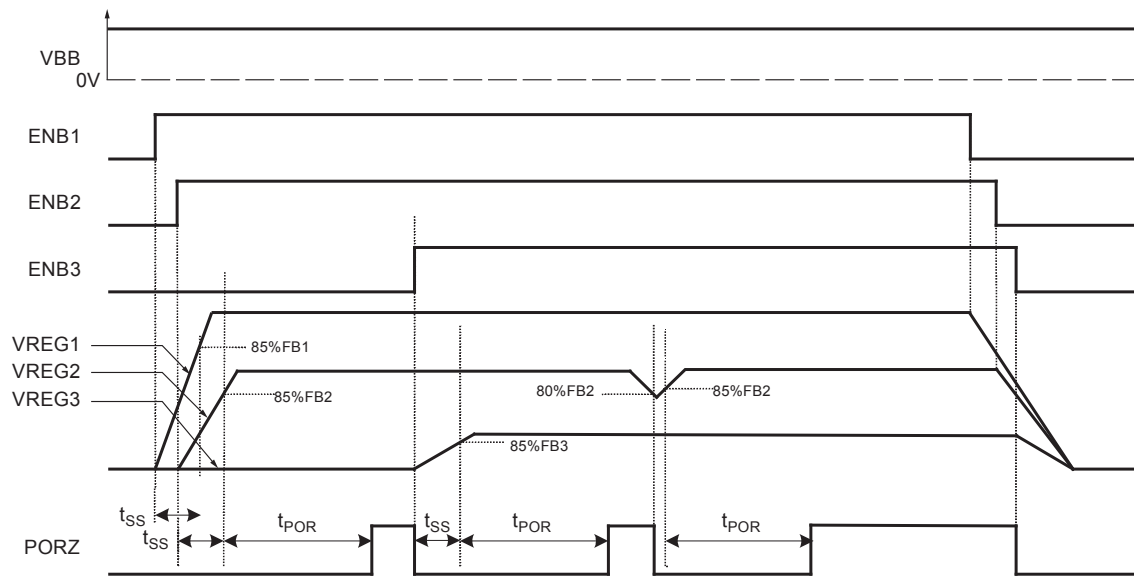 VBB
0V
ENB1
ENB2
ENB3
VREG1
85%FB1
VREG2
VREG3
85%FB2
80%FB2
85%FB2
85%FB3
tSS
tSS
tPOR
tSS
tPOR
tPOR
PORZ